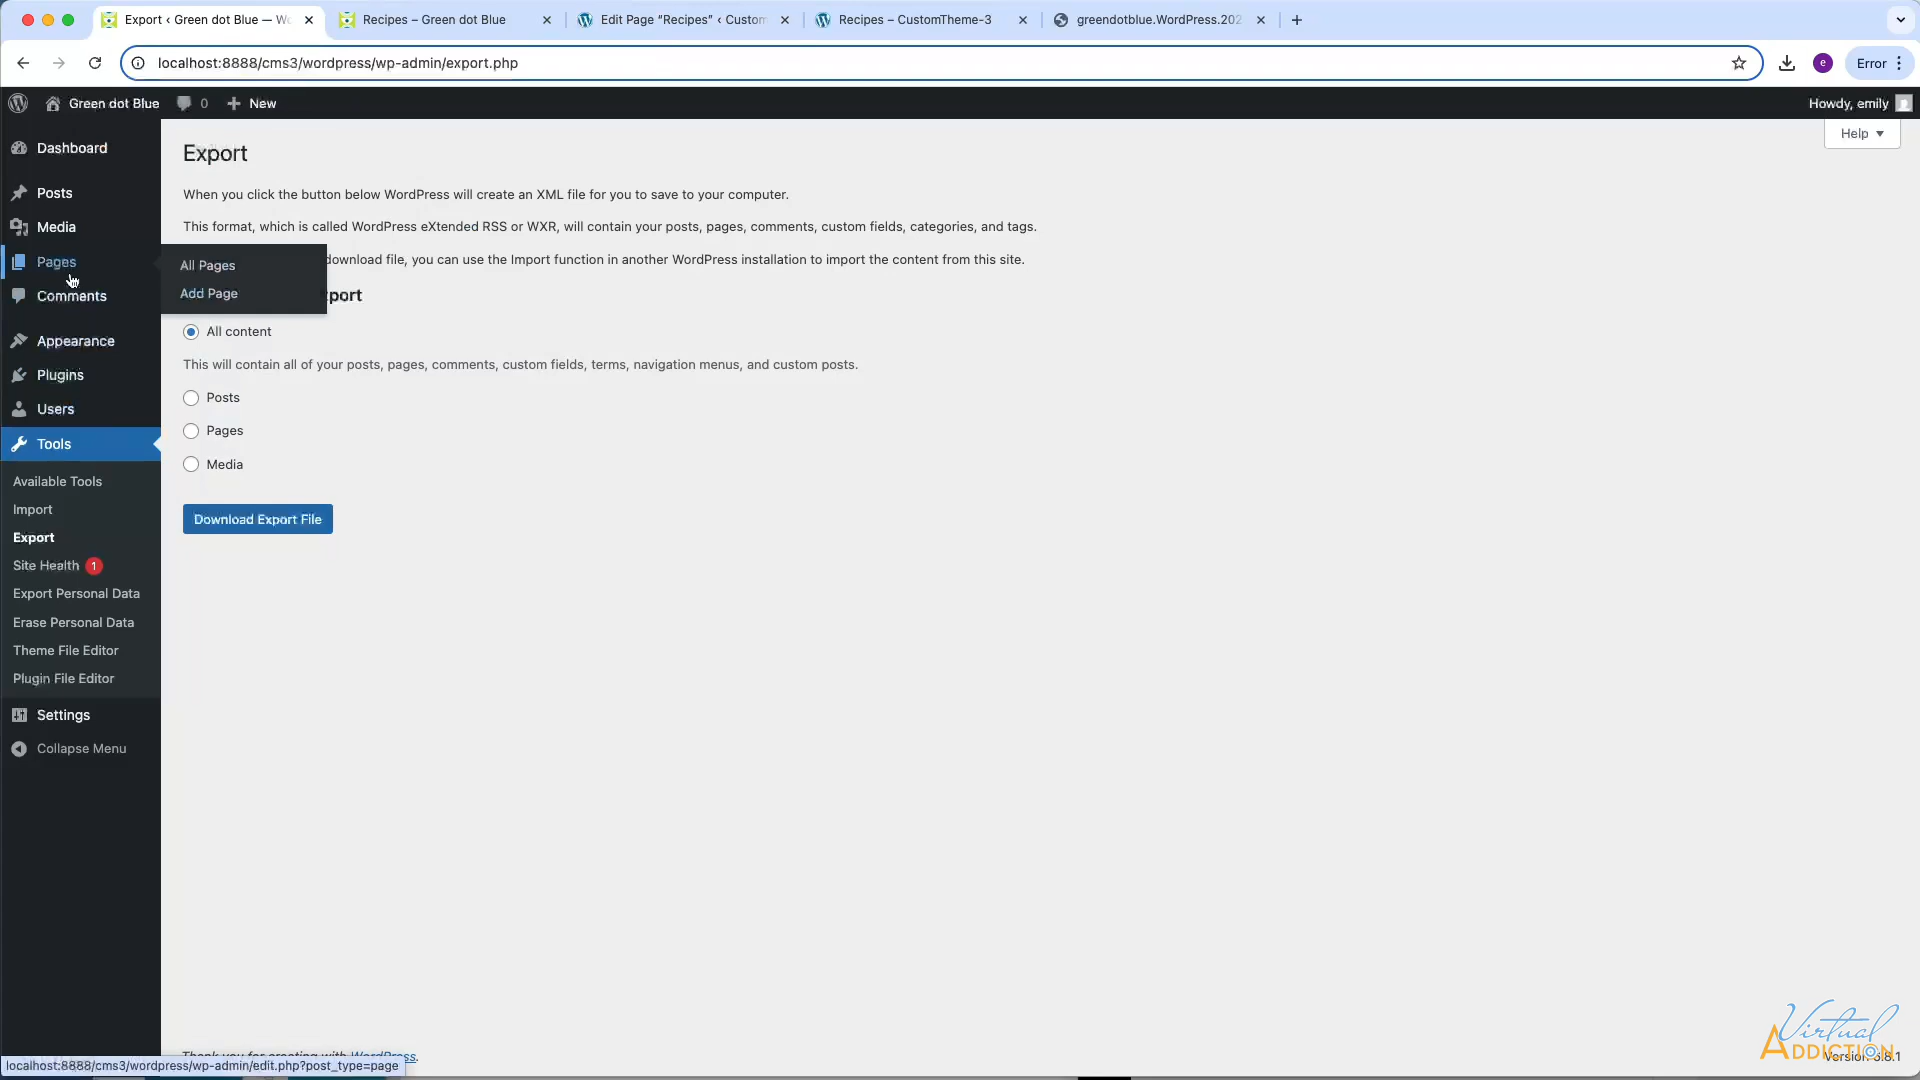 Export ‹ Green dot Blue — Wo
Recipes – Green dot Blue
Edit Page “Recipes” ‹ Custom
Recipes – CustomTheme-3
greendotblue.WordPress.202
localhost:8888/cms3/wordpress/wp-admin/export.php
e
Error
Green dot Blue
0
New
Howdy, emily
Help
Dashboard
Posts
Media
Pages
Comments
Appearance
Plugins
Users
Tools
Available Tools
Import
Export
Site Health 1
Export Personal Data
Erase Personal Data
Theme File Editor
Plugin File Editor
Settings
Collapse Menu
All Pages
Add Page
Export
When you click the button below WordPress will create an XML file for you to save to your computer.
This format, which is called WordPress eXtended RSS or WXR, will contain your posts, pages, comments, custom fields, categories, and tags.
download file, you can use the Import function in another WordPress installation to import the content from this site.
port
All content
This will contain all of your posts, pages, comments, custom fields, terms, navigation menus, and custom posts.
Posts
Pages
Media
Download Export File
Thank you for creating with WordPress.
Version 6.8.1
localhost:8888/cms3/wordpress/wp-admin/edit.php?post_type=page
Virtual
ADDICTION